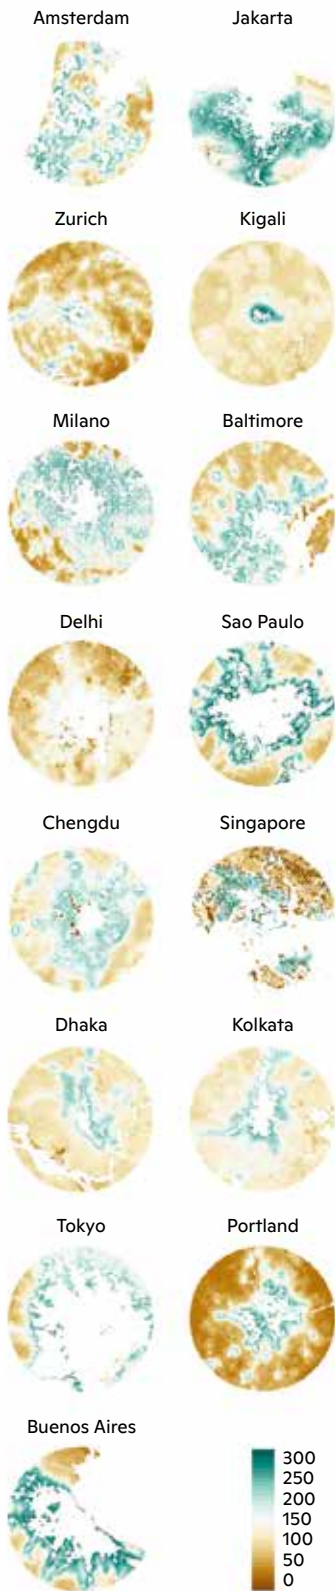 Amsterdam Jakarta
Zurich Kigali
Milano Baltimore
Delhi Sao Paulo
Chengdu Singapore
Dhaka Kolkata
Tokyo Portland
Buenos Aires
300
250
200
150
100
50
0